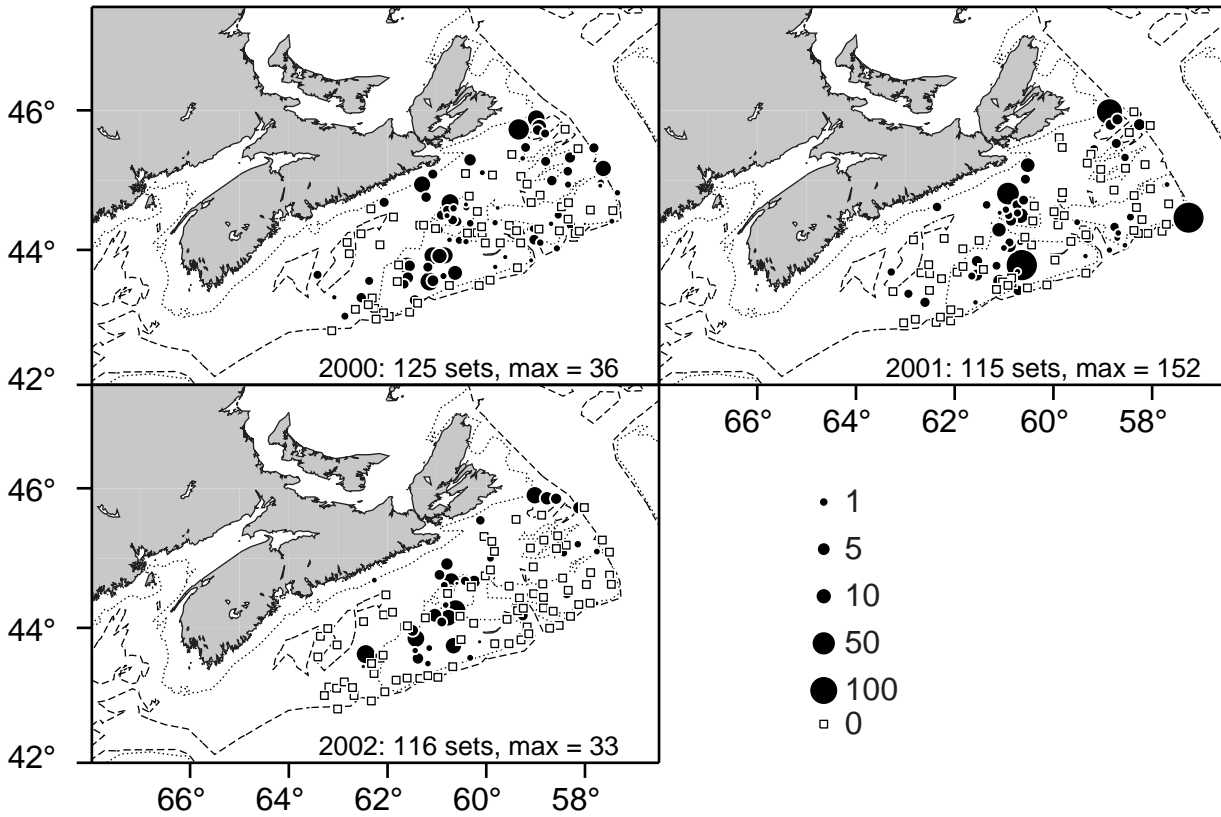 46°
44°
42°
2000: 125 sets, max = 36
2001: 115 sets, max = 152
66° 64° 62° 60° 58°
46°
44°
42°
2002: 116 sets, max = 33
66° 64° 62° 60° 58°
1
5
10
50
100
0